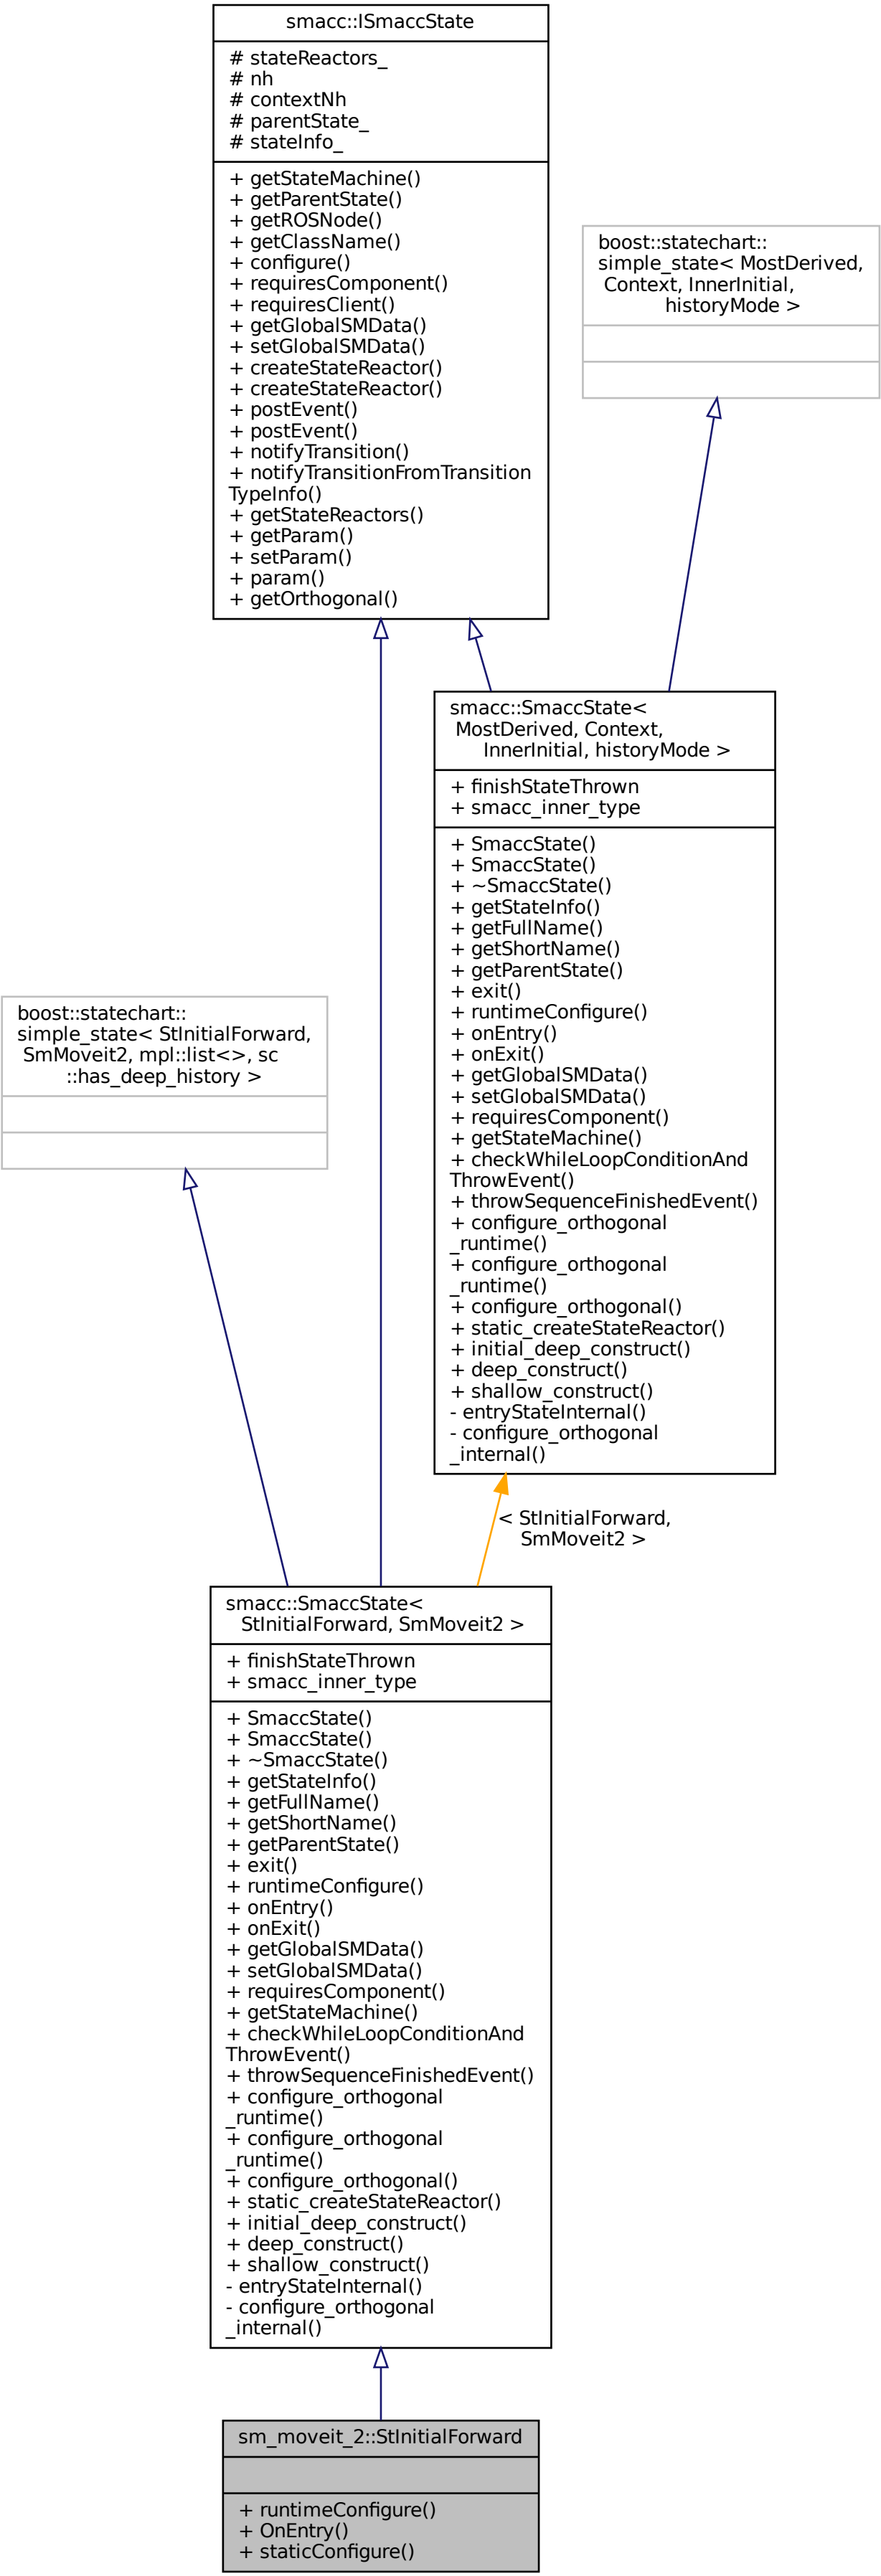 smacc::ISmaccState
# stateReactors_
# nh
# contextNh
# parentState_
# stateInfo_
+ getStateMachine()
+ getParentState()
+ getROSNode()
+ getClassName()
+ configure()
+ requiresComponent()
+ requiresClient()
+ getGlobalSMData()
+ setGlobalSMData()
+ createStateReactor()
+ createStateReactor()
+ postEvent()
+ postEvent()
+ notifyTransition()
+ notifyTransitionFromTransition
TypeInfo()
+ getStateReactors()
+ getParam()
+ setParam()
+ param()
+ getOrthogonal()
boost::statechart::
simple_state< MostDerived,
Context, InnerInitial,
historyMode >
smacc::SmaccState<
MostDerived, Context,
InnerInitial, historyMode >
+ finishStateThrown
+ smacc_inner_type
+ SmaccState()
+ SmaccState()
+ ~SmaccState()
+ getStateInfo()
+ getFullName()
+ getShortName()
+ getParentState()
+ exit()
+ runtimeConfigure()
+ onEntry()
+ onExit()
+ getGlobalSMData()
+ setGlobalSMData()
+ requiresComponent()
+ getStateMachine()
+ checkWhileLoopConditionAnd
ThrowEvent()
+ throwSequenceFinishedEvent()
+ configure_orthogonal
_runtime()
+ configure_orthogonal
_runtime()
+ configure_orthogonal()
+ static_createStateReactor()
+ initial_deep_construct()
+ deep_construct()
+ shallow_construct()
- entryStateInternal()
- configure_orthogonal
_internal()
boost::statechart::
simple_state< StInitialForward,
SmMoveit2, mpl::list<>, sc
::has_deep_history >
< StInitialForward,
SmMoveit2 >
smacc::SmaccState<
StInitialForward, SmMoveit2 >
+ finishStateThrown
+ smacc_inner_type
+ SmaccState()
+ SmaccState()
+ ~SmaccState()
+ getStateInfo()
+ getFullName()
+ getShortName()
+ getParentState()
+ exit()
+ runtimeConfigure()
+ onEntry()
+ onExit()
+ getGlobalSMData()
+ setGlobalSMData()
+ requiresComponent()
+ getStateMachine()
+ checkWhileLoopConditionAnd
ThrowEvent()
+ throwSequenceFinishedEvent()
+ configure_orthogonal
_runtime()
+ configure_orthogonal
_runtime()
+ configure_orthogonal()
+ static_createStateReactor()
+ initial_deep_construct()
+ deep_construct()
+ shallow_construct()
- entryStateInternal()
- configure_orthogonal
_internal()
sm_moveit_2::StInitialForward
+ runtimeConfigure()
+ OnEntry()
+ staticConfigure()